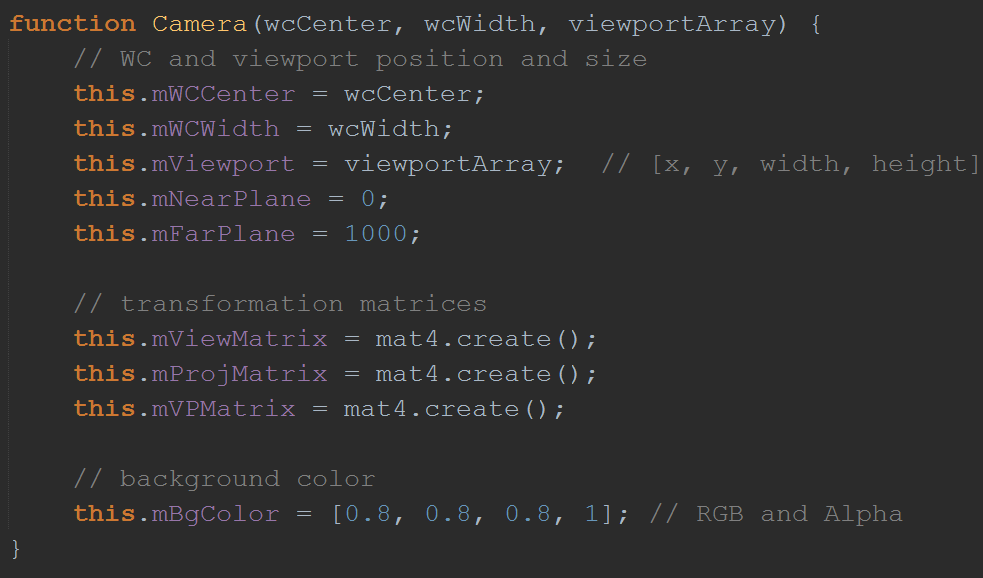 function Camera(wcCenter, wcWidth, viewportArray) {
    // WC and viewport position and size
    this.mWCCenter = wcCenter;
    this.mWCWidth = wcWidth;
    this.mViewport = viewportArray;  // [x, y, width, height]
    this.mNearPlane = 0;
    this.mFarPlane = 1000;

    // transformation matrices
    this.mViewMatrix = mat4.create();
    this.mProjMatrix = mat4.create();
    this.mVPMatrix = mat4.create();

    // background color
    this.mBgColor = [0.8, 0.8, 0.8, 1]; // RGB and Alpha
}